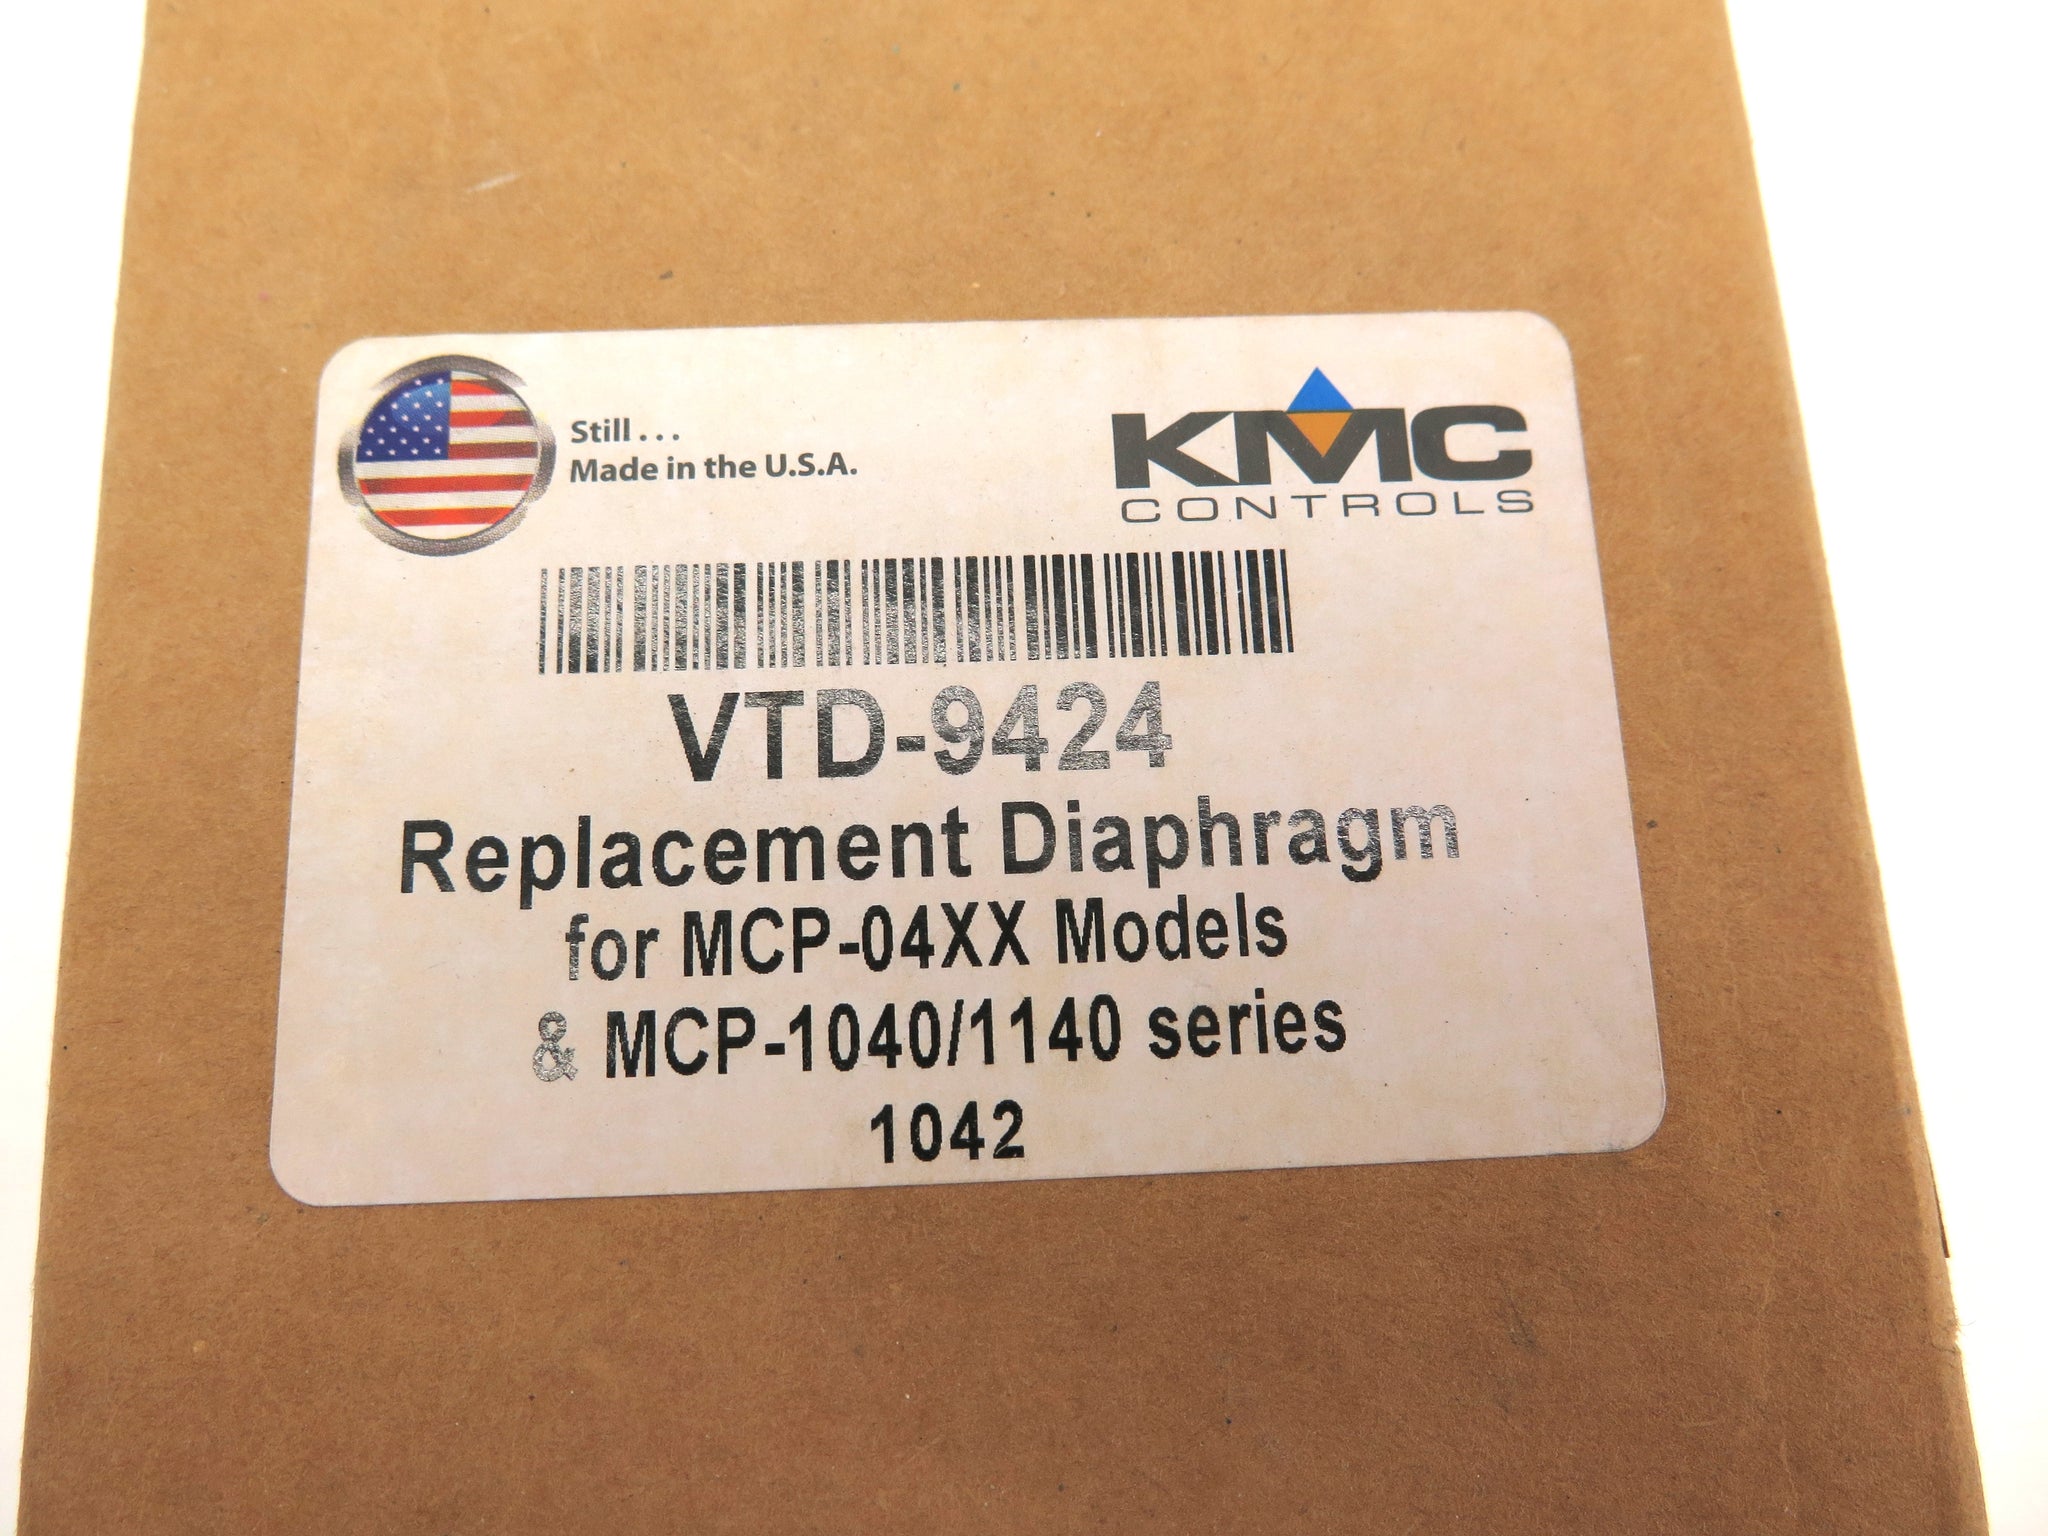 Still . . .
Made in the U.S.A.
KMC
CONTROLS
VTD-9424
Replacement Diaphragm
for MCP-04XX Models
& MCP-1040/1140 series
1042